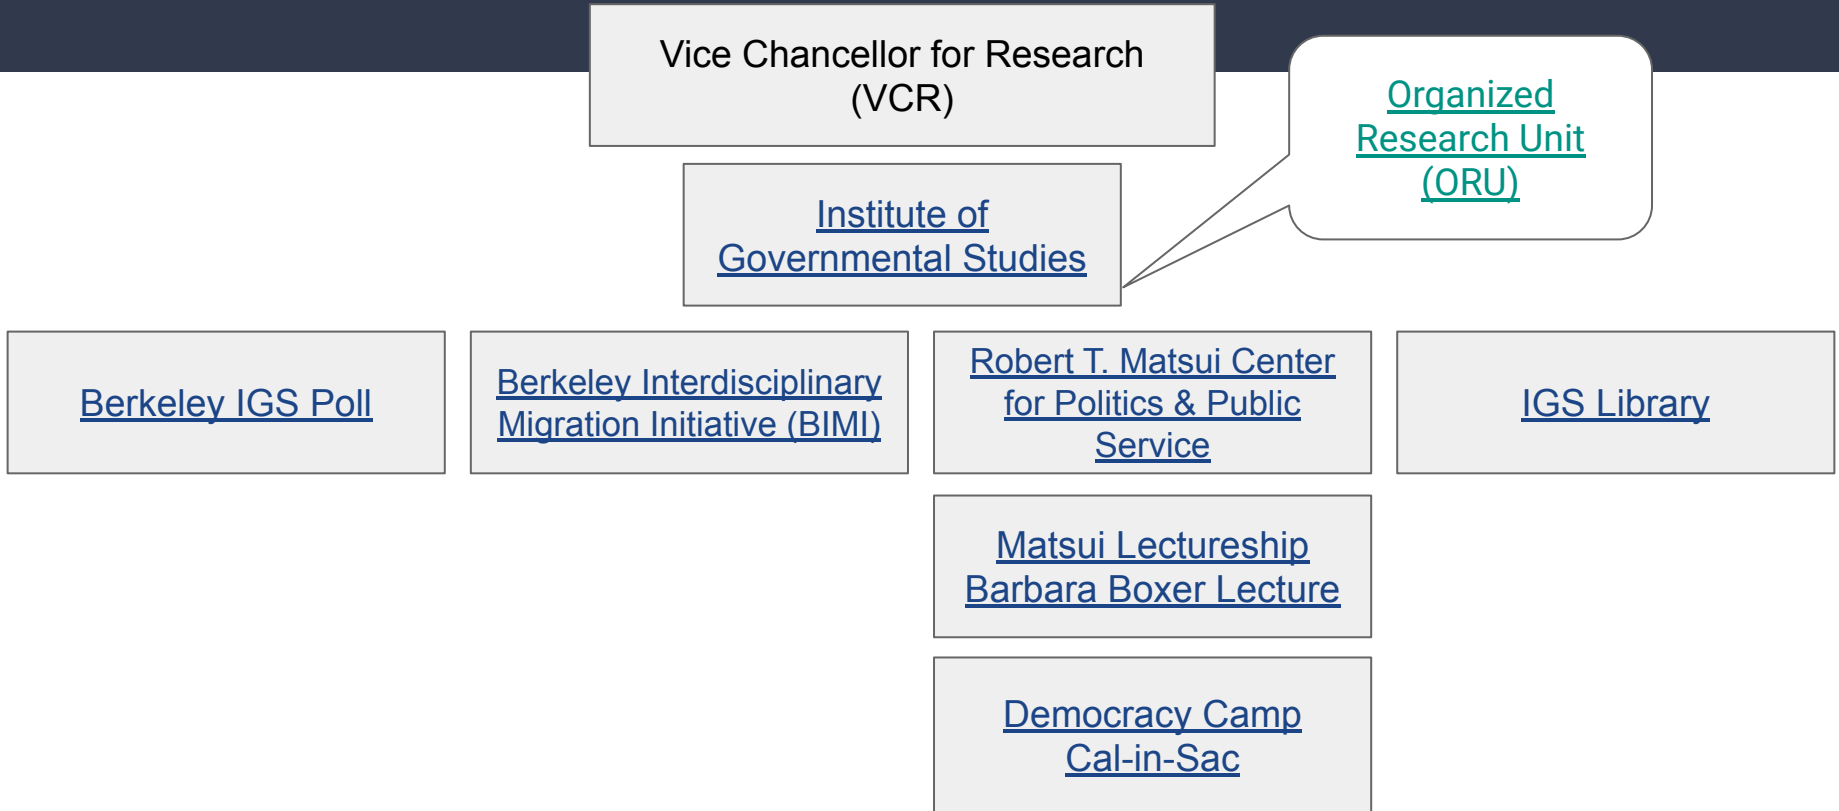 Vice Chancellor for Research
(VCR)
Organized
Research Unit
(ORU)
Institute of
Governmental Studies
Berkeley IGS Poll
Berkeley Interdisciplinary
Migration Initiative (BIMI)
Robert T. Matsui Center
for Politics & Public
Service
IGS Library
Matsui Lectureship
Barbara Boxer Lecture
Democracy Camp
Cal-in-Sac